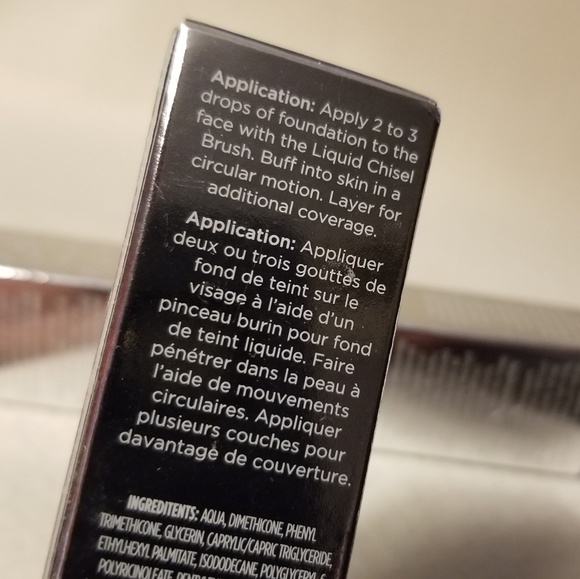 Application: Apply 2 to 3
drops of foundation to the
face with the Liquid Chisel
Brush. Buff into skin in a
circular motion. Layer for
additional coverage.
Application: Appliquer
deux ou trois gouttes de
fond de teint sur le
visage à l'aide d'un
pinceau burin pour fond
de teint liquide. Faire
pénétrer dans la peau à
l'aide de mouvements
circulaires. Appliquer
plusieurs couches pour
davantage de couverture.
INGREDITENTS: AQUA, DIMETHICONE, PHENYL
TRIMETHICONE, GLYCERIN, CAPRYLIC/CAPRIC TRIGLYCERIDE,
ETHYLHEXYL PALMITATE, ISODODECANE, POLYGLYCERYL-
POLYRICINOLEATE,